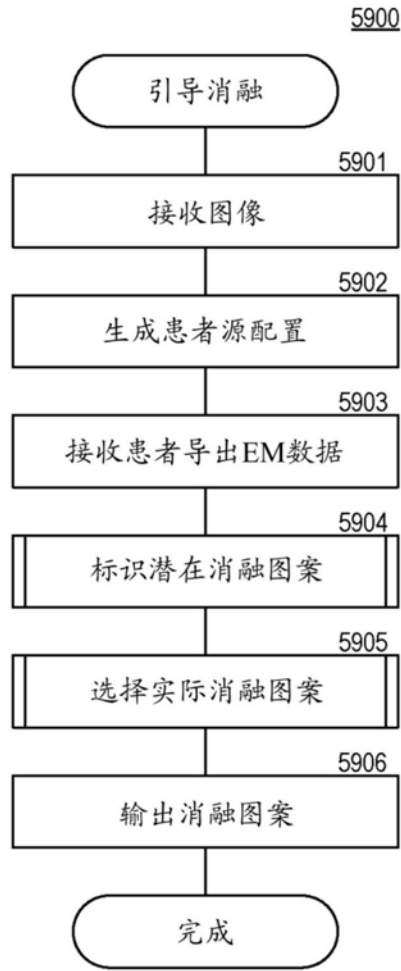 5900
引导消融
5901
接收图像
5902
生成患者源配置
5903
接收患者导出EM数据
5904
标识潜在消融图案
5905
选择实际消融图案
5906
输出消融图案
完成